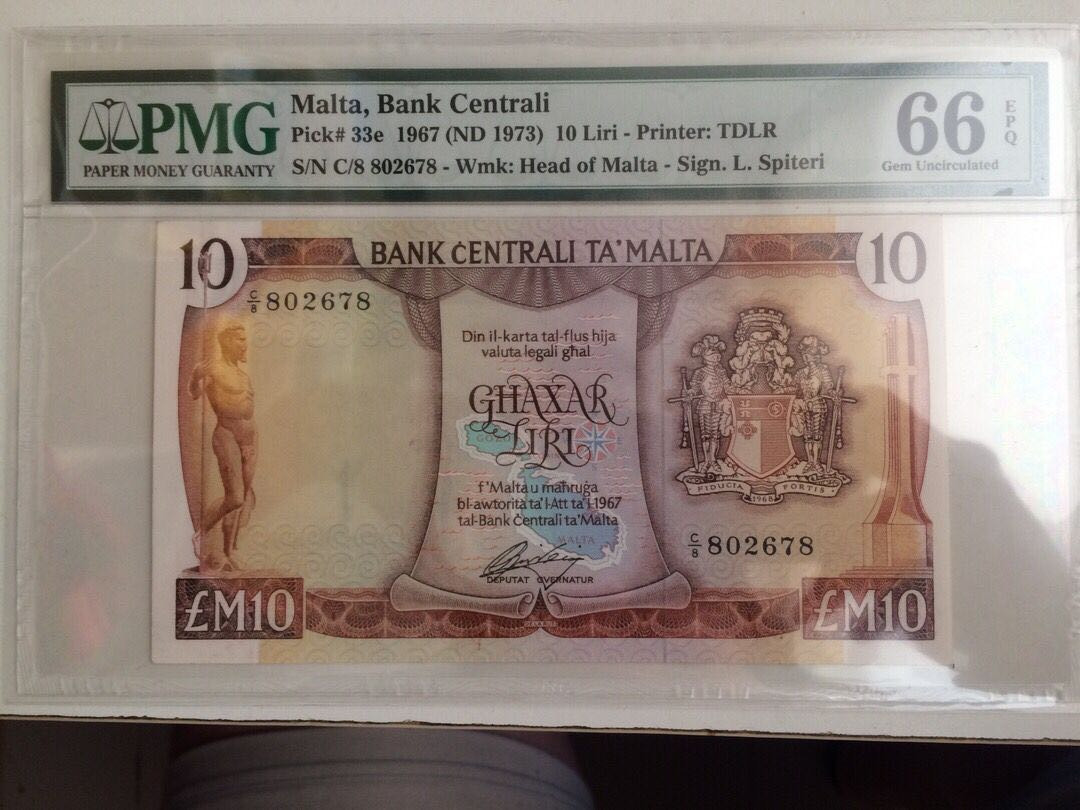 PMG
PAPER MONEY GUARANTY
Malta, Bank Centrali
Pick# 33e 1967 (ND 1973) 10 Liri - Printer: TDLR
S/N C/8 802678 - Wmk: Head of Malta - Sign. L. Spiteri
66
EPQ
Gem Uncirculated
10
BANK ĊENTRALI TA' MALTA
10
C/8 802678
Din il-karta tal-flus hija
valuta legali għal
GĦAXAR
LIRI
GOZO
f'Malta u maħruġa
bl-awtorità ta' l-Att ta' l-1967
tal-Bank Ċentrali ta' Malta
MALTA
DEPUTAT GVERNATUR
FIDUCIA FORTIS
C/8 802678
£M10
£M10